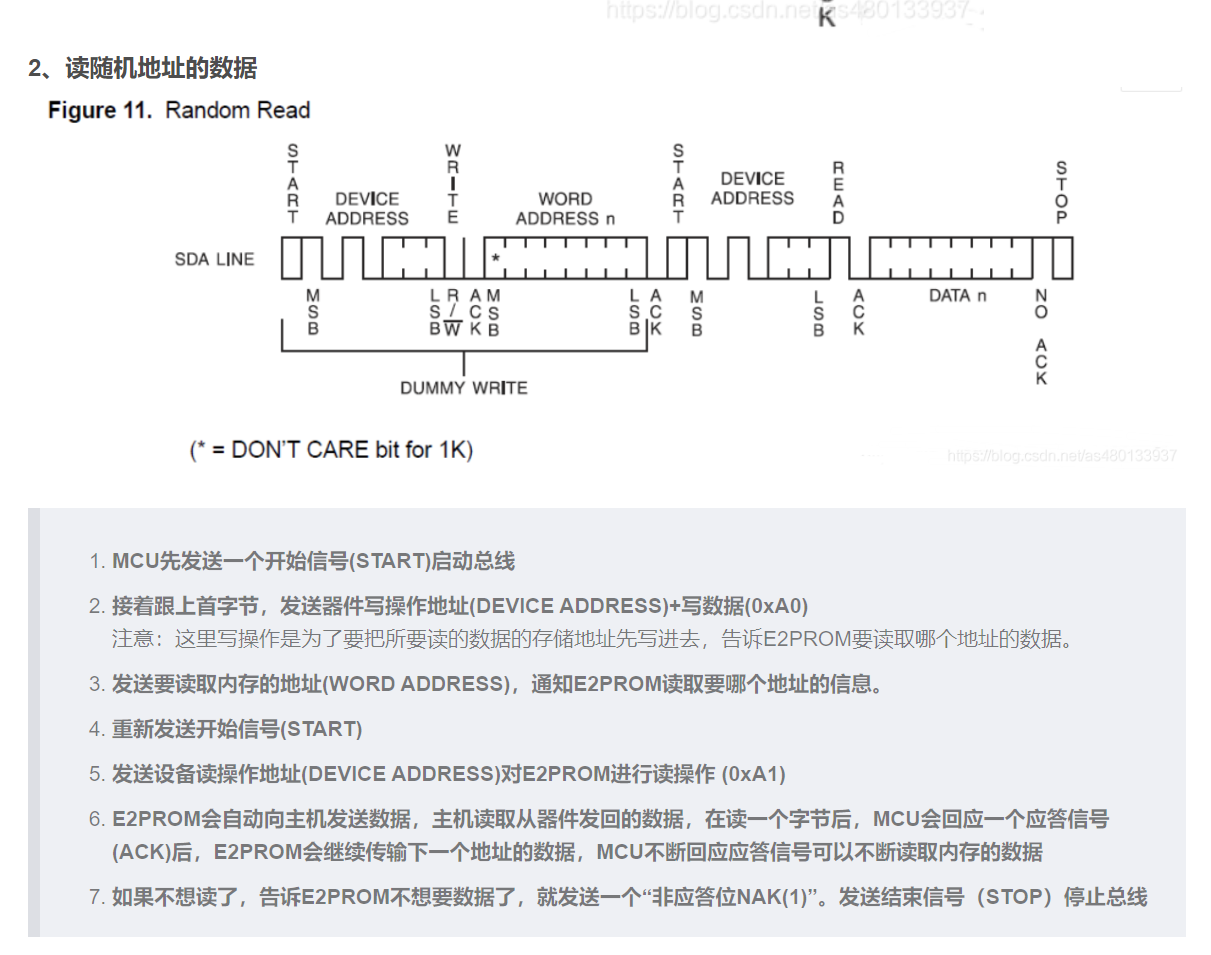 https://blog.csdn.net/as480133937
K
2、读随机地址的数据
Figure 11. Random Read
START
DEVICE ADDRESS
WRITE
WORD ADDRESS n
START
DEVICE ADDRESS
READ
STOP
SDA LINE
*
MSB
LSB
R/W
ACK
MSB
LSB
ACK
MSB
LSB
ACK
DATA n
NO ACK
DUMMY WRITE
(* = DON'T CARE bit for 1K)
https://blog.csdn.net/as480133937
1. MCU先发送一个开始信号(START)启动总线
2. 接着跟上首字节，发送器件写操作地址(DEVICE ADDRESS)+写数据(0xA0)
注意：这里写操作是为了要把所要读的数据的存储地址先写进去，告诉E2PROM要读取哪个地址的数据。
3. 发送要读取内存的地址(WORD ADDRESS)，通知E2PROM读取要哪个地址的信息。
4. 重新发送开始信号(START)
5. 发送设备读操作地址(DEVICE ADDRESS)对E2PROM进行读操作 (0xA1)
6. E2PROM会自动向主机发送数据，主机读取从器件发回的数据，在读一个字节后，MCU会回应一个应答信号
(ACK)后，E2PROM会继续传输下一个地址的数据，MCU不断回应应答信号可以不断读取内存的数据
7. 如果不想读了，告诉E2PROM不想要数据了，就发送一个“非应答位NAK(1)”。发送结束信号（STOP）停止总线